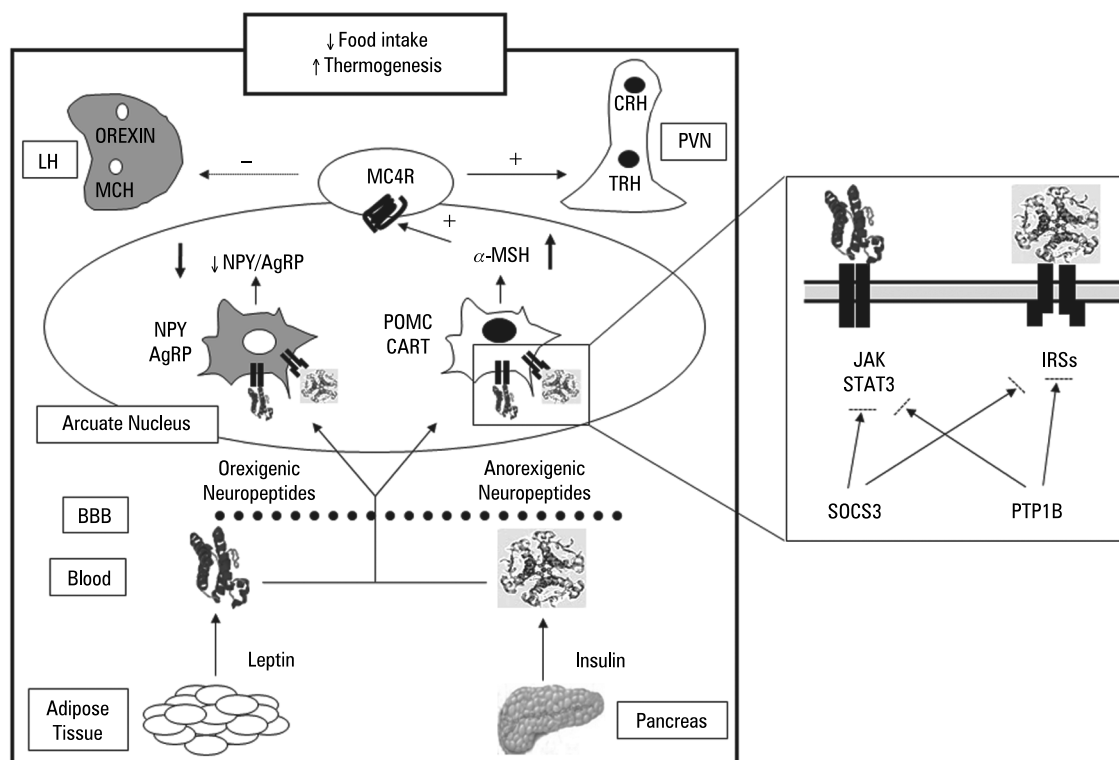 ↓ Food intake
↑ Thermogenesis
CRH
OREXIN
PVN
LH
–
+
MC4R
MCH
TRH
+
↓ NPY/AgRP
α-MSH
NPY
AgRP
POMC
CART
JAK
STAT3
IRSs
Arcuate Nucleus
Orexigenic
Neuropeptides
Anorexigenic
Neuropeptides
SOCS3
PTP1B
BBB
Blood
Leptin
Insulin
Adipose
Tissue
Pancreas